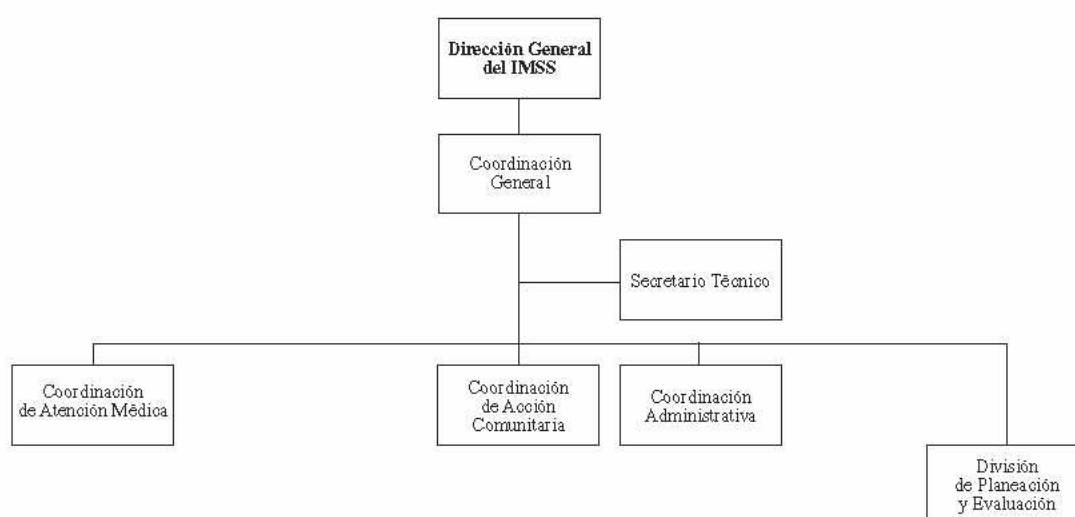 Dirección General
del IMSS
Coordinación
General
Secretario Técnico
Coordinación
de Atención Médica
Coordinación
de Acción
Comunitaria
Coordinación
Administrativa
División
de Planeación
y Evaluación